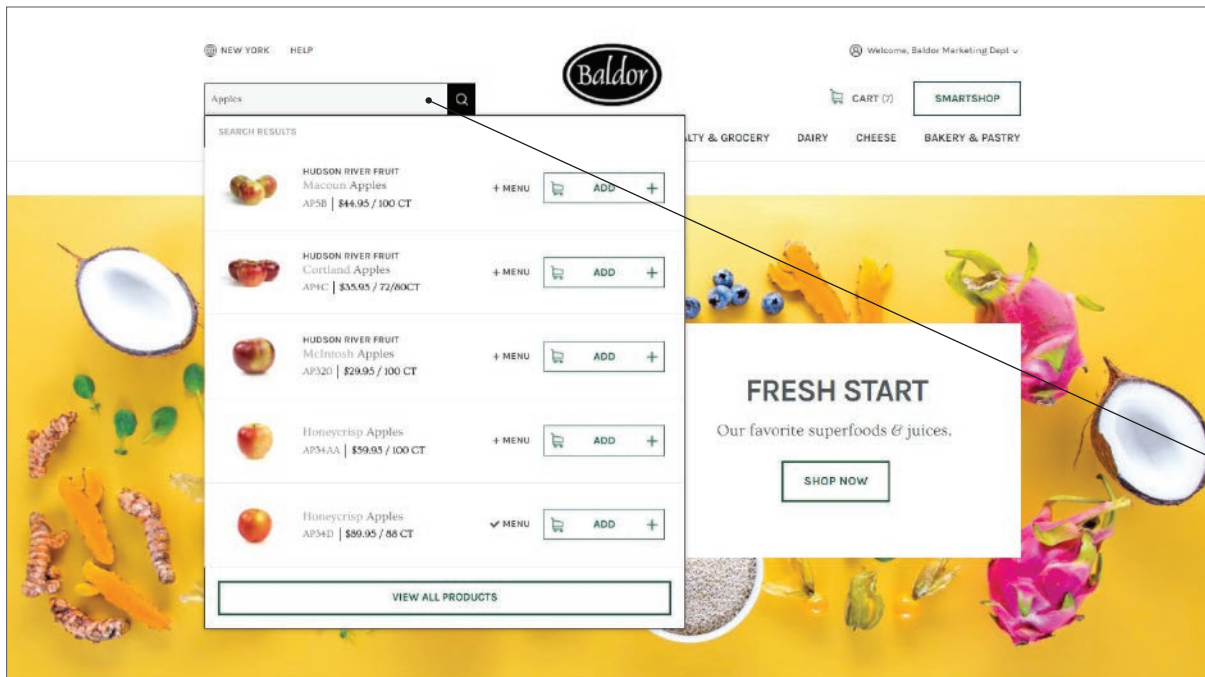 NEW YORK HELP
Baldor
Welcome, Baldor Marketing Dept
Apples
CART (7)
SMARTSHOP
SEARCH RESULTS
LTY & GROCERY DAIRY CHEESE BAKERY & PASTRY
HUDSON RIVER FRUIT
Macoun Apples
AP5B | $44.95 / 100 CT
+ MENU
ADD +
HUDSON RIVER FRUIT
Cortland Apples
AP4C | $35.95 / 72/80CT
+ MENU
ADD +
HUDSON RIVER FRUIT
McIntosh Apples
AP320 | $29.95 / 100 CT
+ MENU
ADD +
Honeycrisp Apples
AP34AA | $59.95 / 100 CT
+ MENU
ADD +
Honeycrisp Apples
AP34D | $89.95 / 88 CT
✓ MENU
ADD +
VIEW ALL PRODUCTS
FRESH START
Our favorite superfoods & juices.
SHOP NOW